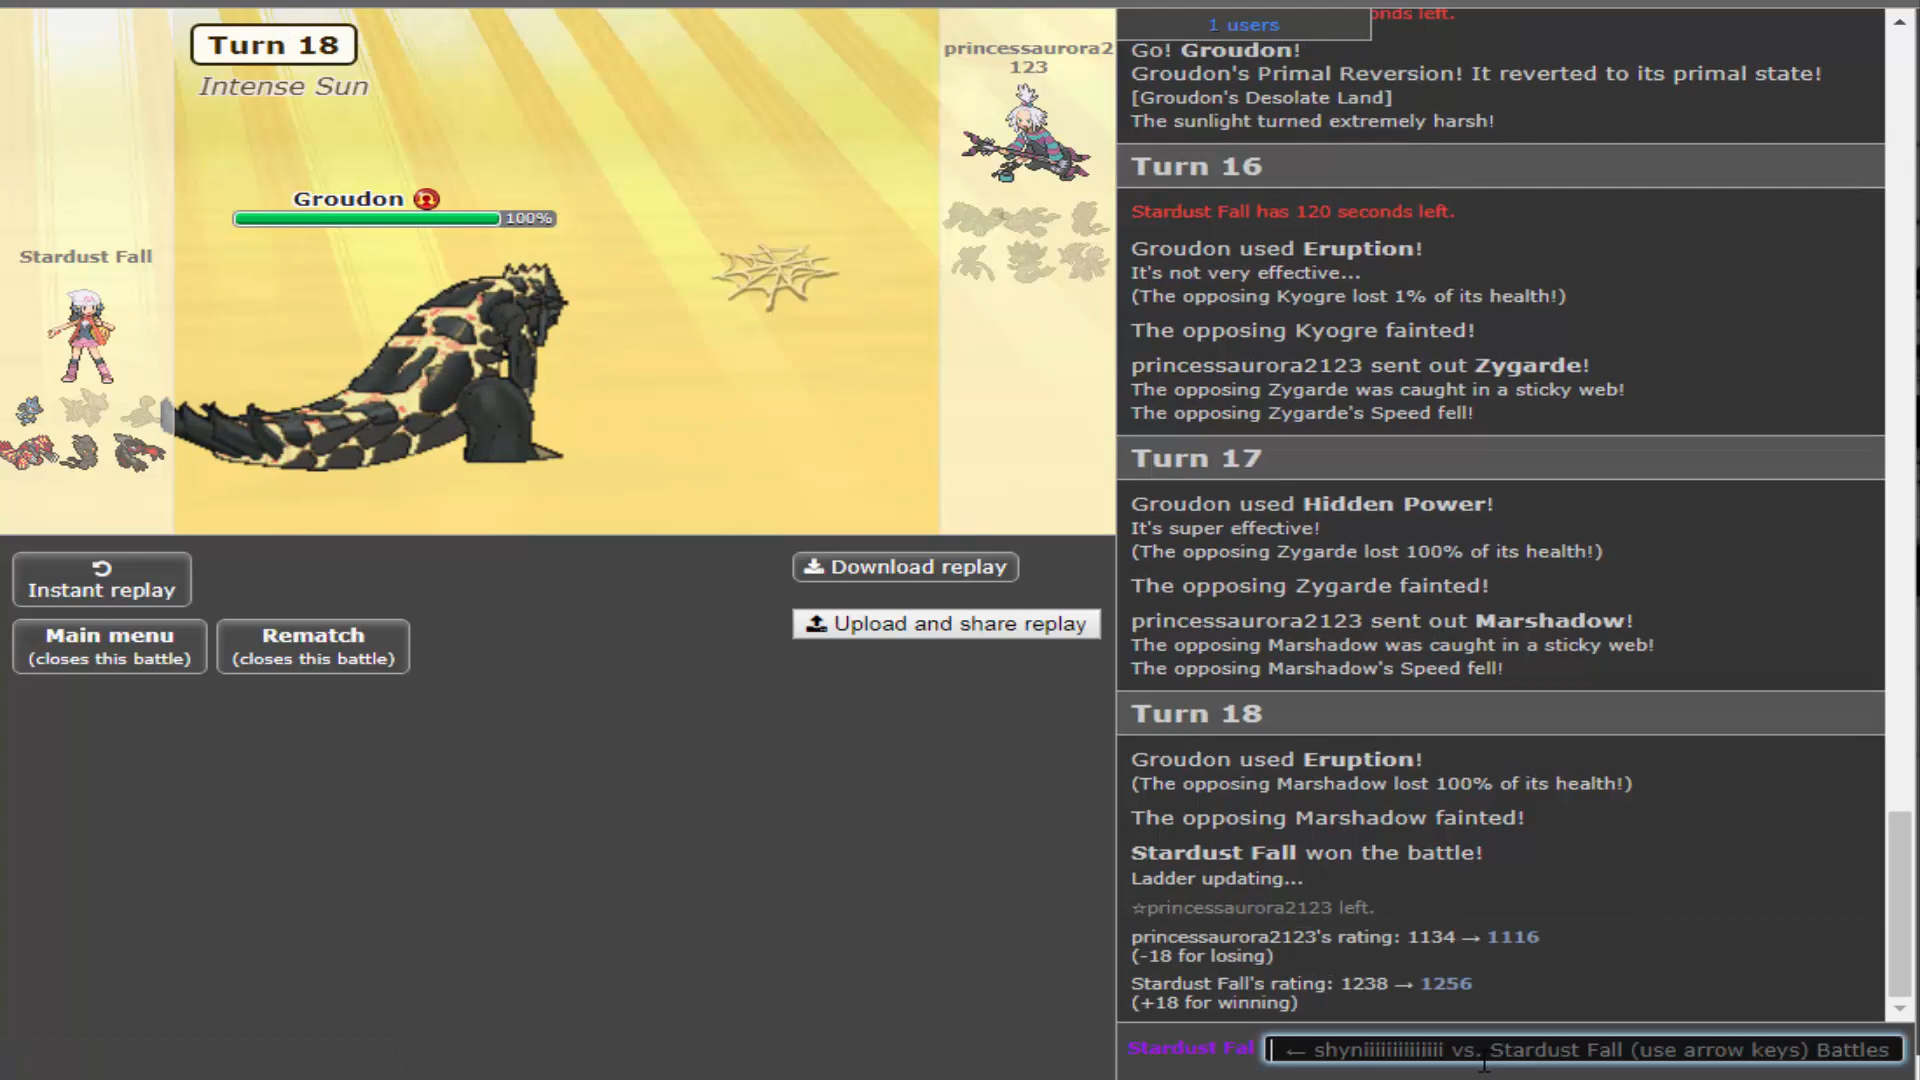 Turn 18
Intense Sun
Groudon
100%
Stardust Fall
princessaurora2
123
Instant replay
Main menu
(closes this battle)
Rematch
(closes this battle)
Download replay
Upload and share replay
1 users
onds left.
Go! Groudon!
Groudon's Primal Reversion! It reverted to its primal state!
[Groudon's Desolate Land]
The sunlight turned extremely harsh!
Turn 16
Stardust Fall has 120 seconds left.
Groudon used Eruption!
It's not very effective...
(The opposing Kyogre lost 1% of its health!)
The opposing Kyogre fainted!
princessaurora2123 sent out Zygarde!
The opposing Zygarde was caught in a sticky web!
The opposing Zygarde's Speed fell!
Turn 17
Groudon used Hidden Power!
It's super effective!
(The opposing Zygarde lost 100% of its health!)
The opposing Zygarde fainted!
princessaurora2123 sent out Marshadow!
The opposing Marshadow was caught in a sticky web!
The opposing Marshadow's Speed fell!
Turn 18
Groudon used Eruption!
(The opposing Marshadow lost 100% of its health!)
The opposing Marshadow fainted!
Stardust Fall won the battle!
Ladder updating...
☆princessaurora2123 left.
princessaurora2123's rating: 1134 → 1116
(-18 for losing)
Stardust Fall's rating: 1238 → 1256
(+18 for winning)
Stardust Fal ← shyniiiiiiiiiiiiiii vs. Stardust Fall (use arrow keys) Battles